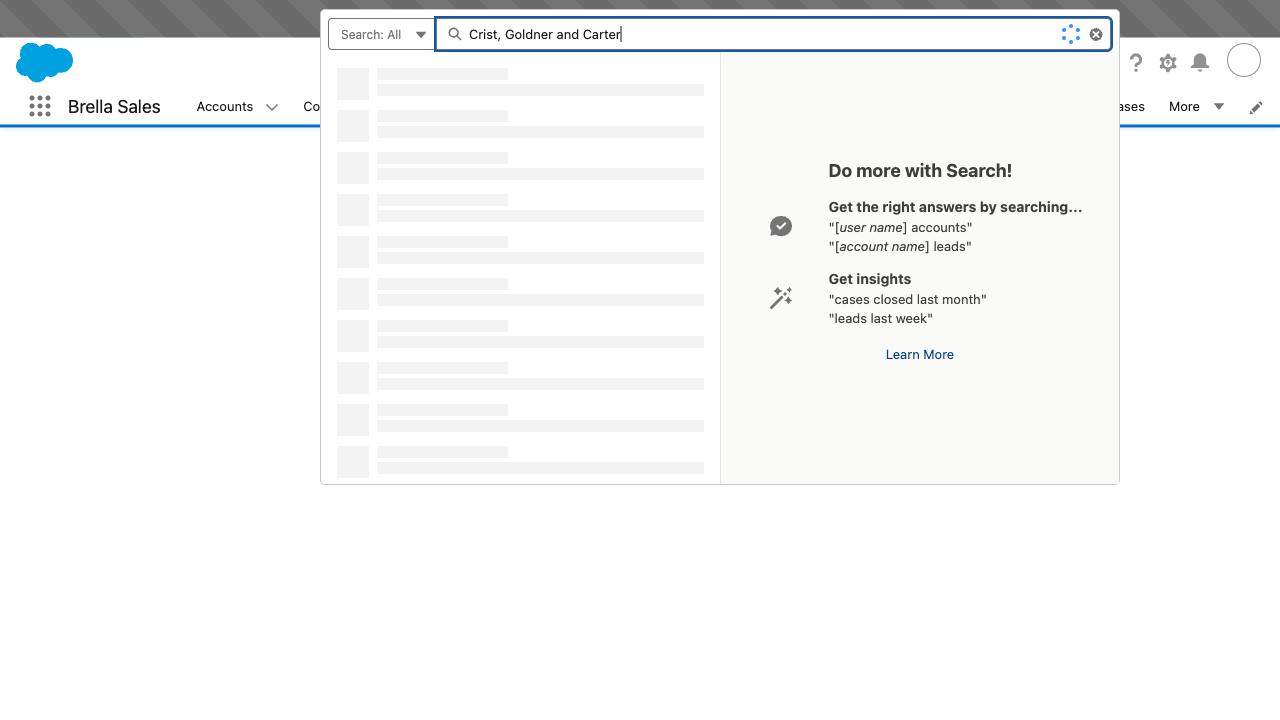 Search: All
Crist, Goldner and Carter
Brella Sales
Accounts
Co
ases
More
Do more with Search!
Get the right answers by searching...
"[user name] accounts"
"[account name] leads"
Get insights
"cases closed last month"
"leads last week"
Learn More